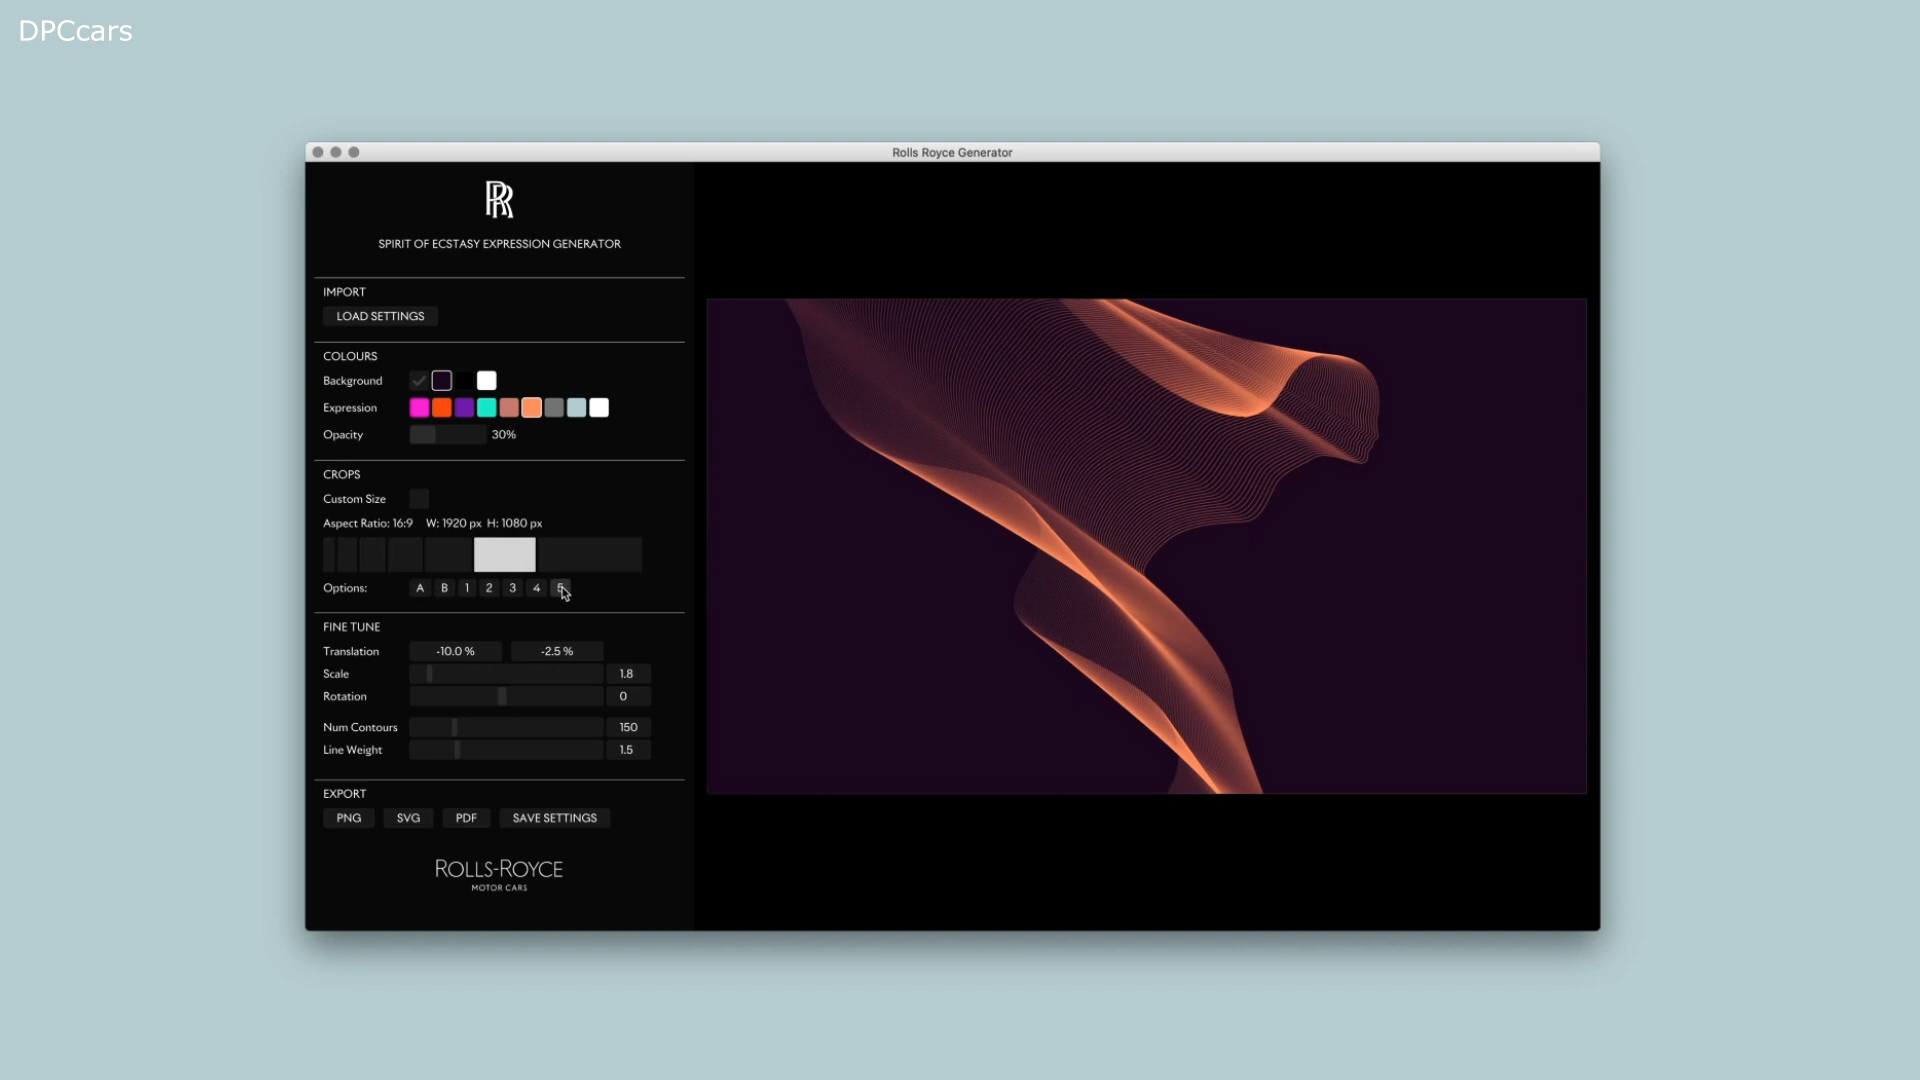 DPCcars
Rolls Royce Generator
RR
SPIRIT OF ECSTASY EXPRESSION GENERATOR
IMPORT
LOAD SETTINGS
COLOURS
Background
Expression
Opacity 30%
CROPS
Custom Size
Aspect Ratio: 16:9 W: 1920 px H: 1080 px
Options: A B 1 2 3 4 5
FINE TUNE
Translation -10.0 % -2.5 %
Scale 1.8
Rotation 0
Num Contours 150
Line Weight 1.5
EXPORT
PNG SVG PDF SAVE SETTINGS
ROLLS-ROYCE
MOTOR CARS